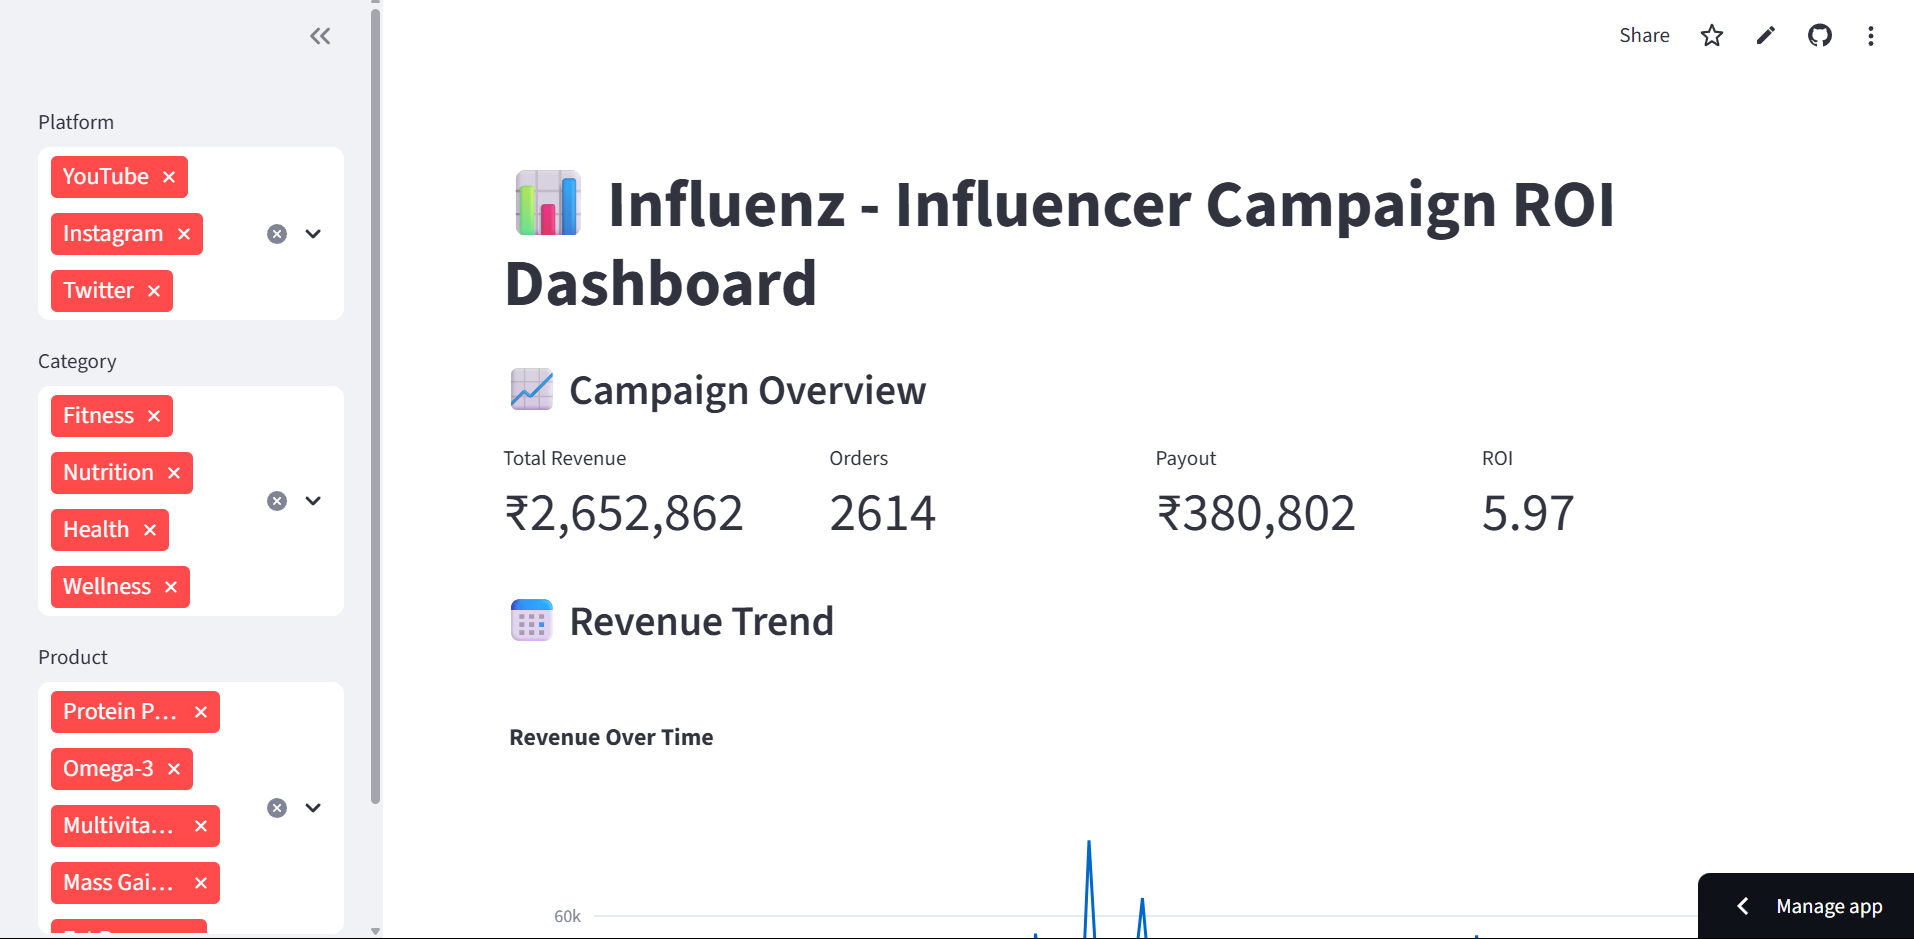 Share
Platform
YouTube
Instagram
Twitter
Category
Fitness
Nutrition
Health
Wellness
Product
Protein P...
Omega-3
Multivita...
Mass Gai...
Influenz - Influencer Campaign ROI
Dashboard
Campaign Overview
Total Revenue Orders Payout ROI
₹2,652,862 2614 ₹380,802 5.97
Revenue Trend
Revenue Over Time
60k
Manage app